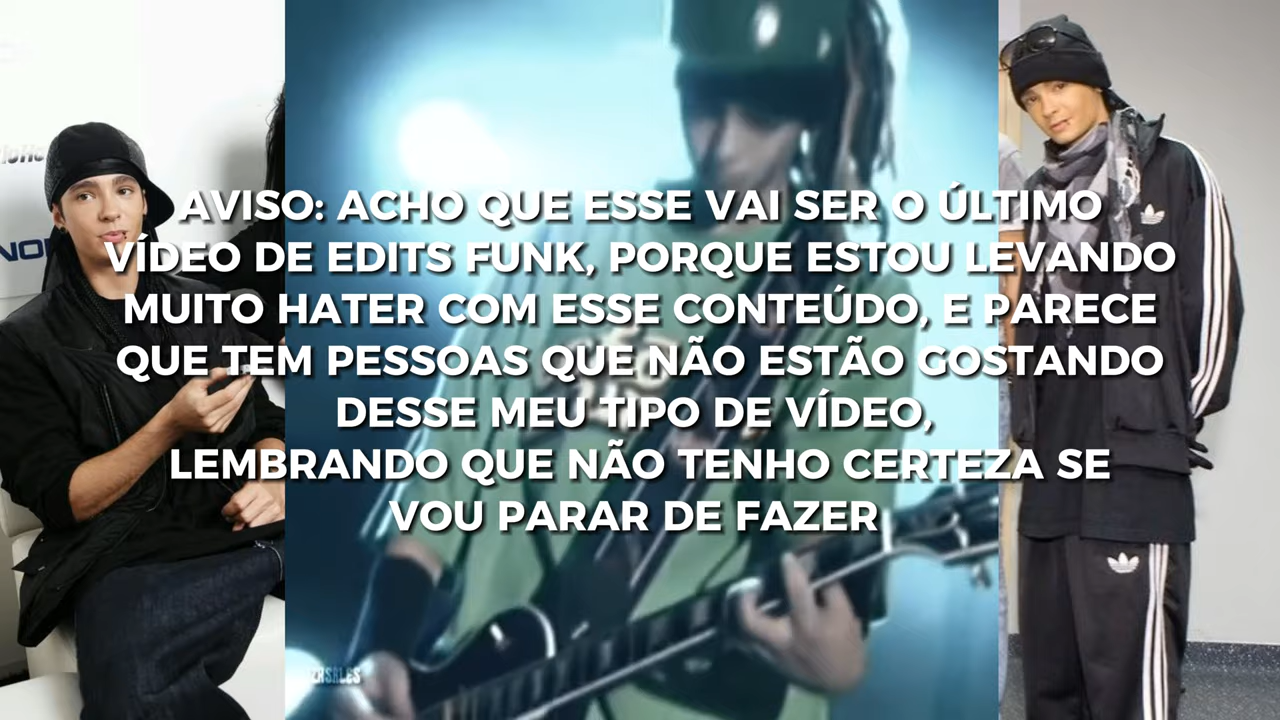 AVISO: ACHO QUE ESSE VAI SER O ÚLTIMO
VÍDEO DE EDITS FUNK, PORQUE ESTOU LEVANDO
MUITO HATER COM ESSE CONTEÚDO, E PARECE
QUE TEM PESSOAS QUE NÃO ESTÃO GOSTANDO
DESSE MEU TIPO DE VÍDEO,
LEMBRANDO QUE NÃO TENHO CERTEZA SE
VOU PARAR DE FAZER